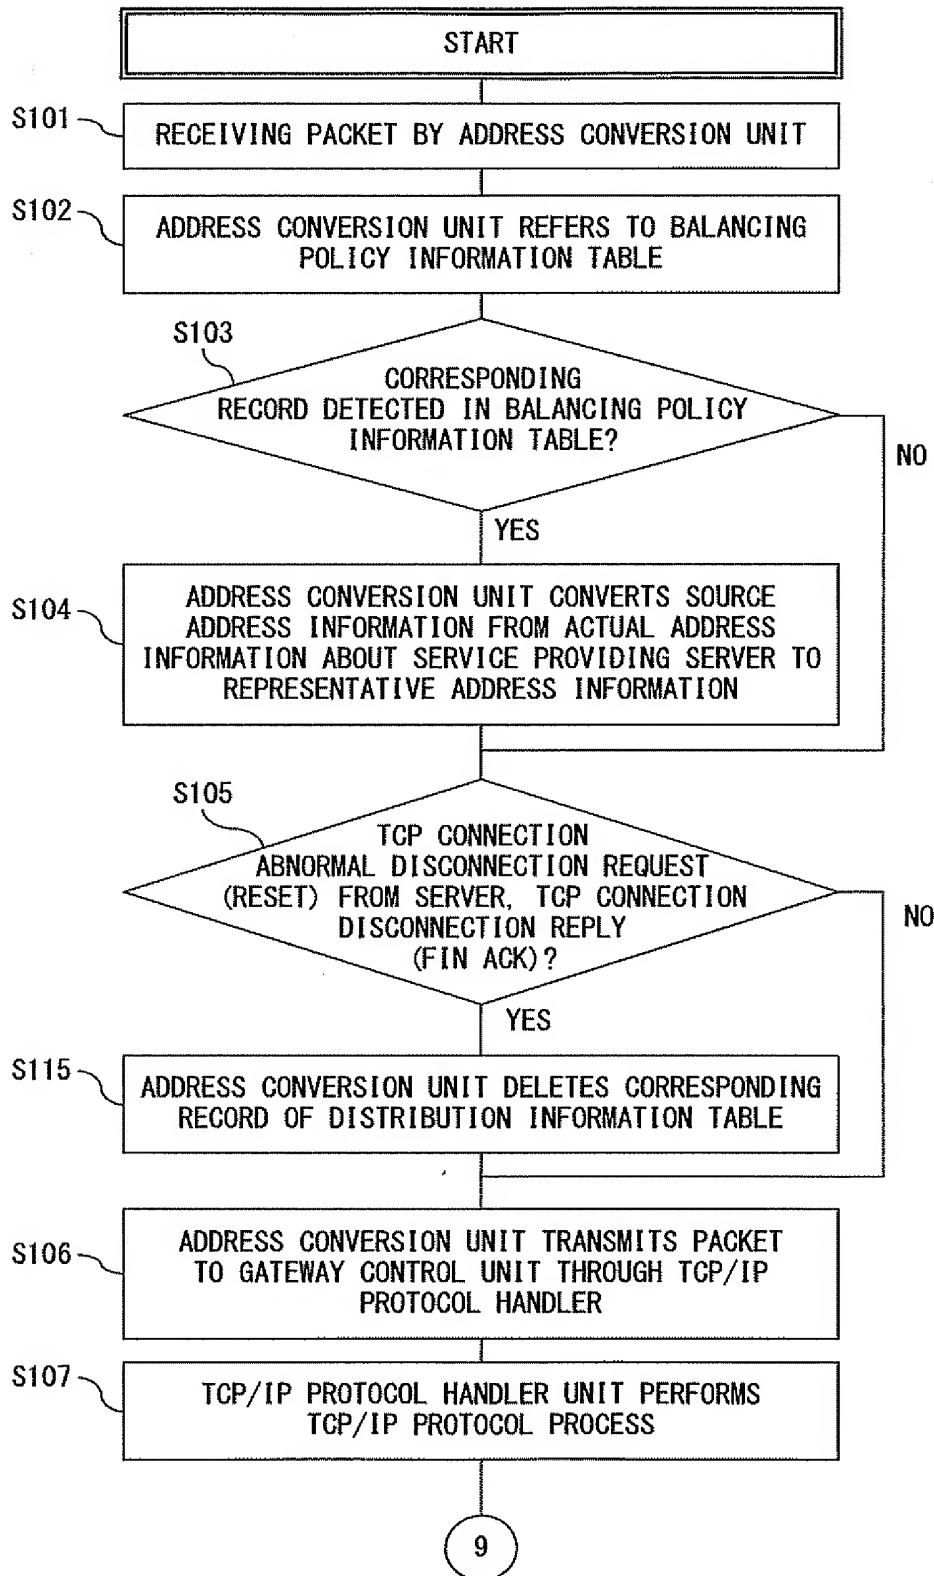 START
S101
RECEIVING PACKET BY ADDRESS CONVERSION UNIT
S102
ADDRESS CONVERSION UNIT REFERS TO BALANCING
POLICY INFORMATION TABLE
S103
CORRESPONDING
RECORD DETECTED IN BALANCING POLICY
INFORMATION TABLE?
NO
YES
S104
ADDRESS CONVERSION UNIT CONVERTS SOURCE
ADDRESS INFORMATION FROM ACTUAL ADDRESS
INFORMATION ABOUT SERVICE PROVIDING SERVER TO
REPRESENTATIVE ADDRESS INFORMATION
S105
TCP CONNECTION
ABNORMAL DISCONNECTION REQUEST
(RESET) FROM SERVER, TCP CONNECTION
DISCONNECTION REPLY
(FIN ACK)?
NO
YES
S115
ADDRESS CONVERSION UNIT DELETES CORRESPONDING
RECORD OF DISTRIBUTION INFORMATION TABLE
S106
ADDRESS CONVERSION UNIT TRANSMITS PACKET
TO GATEWAY CONTROL UNIT THROUGH TCP/IP
PROTOCOL HANDLER
S107
TCP/IP PROTOCOL HANDLER UNIT PERFORMS
TCP/IP PROTOCOL PROCESS
9